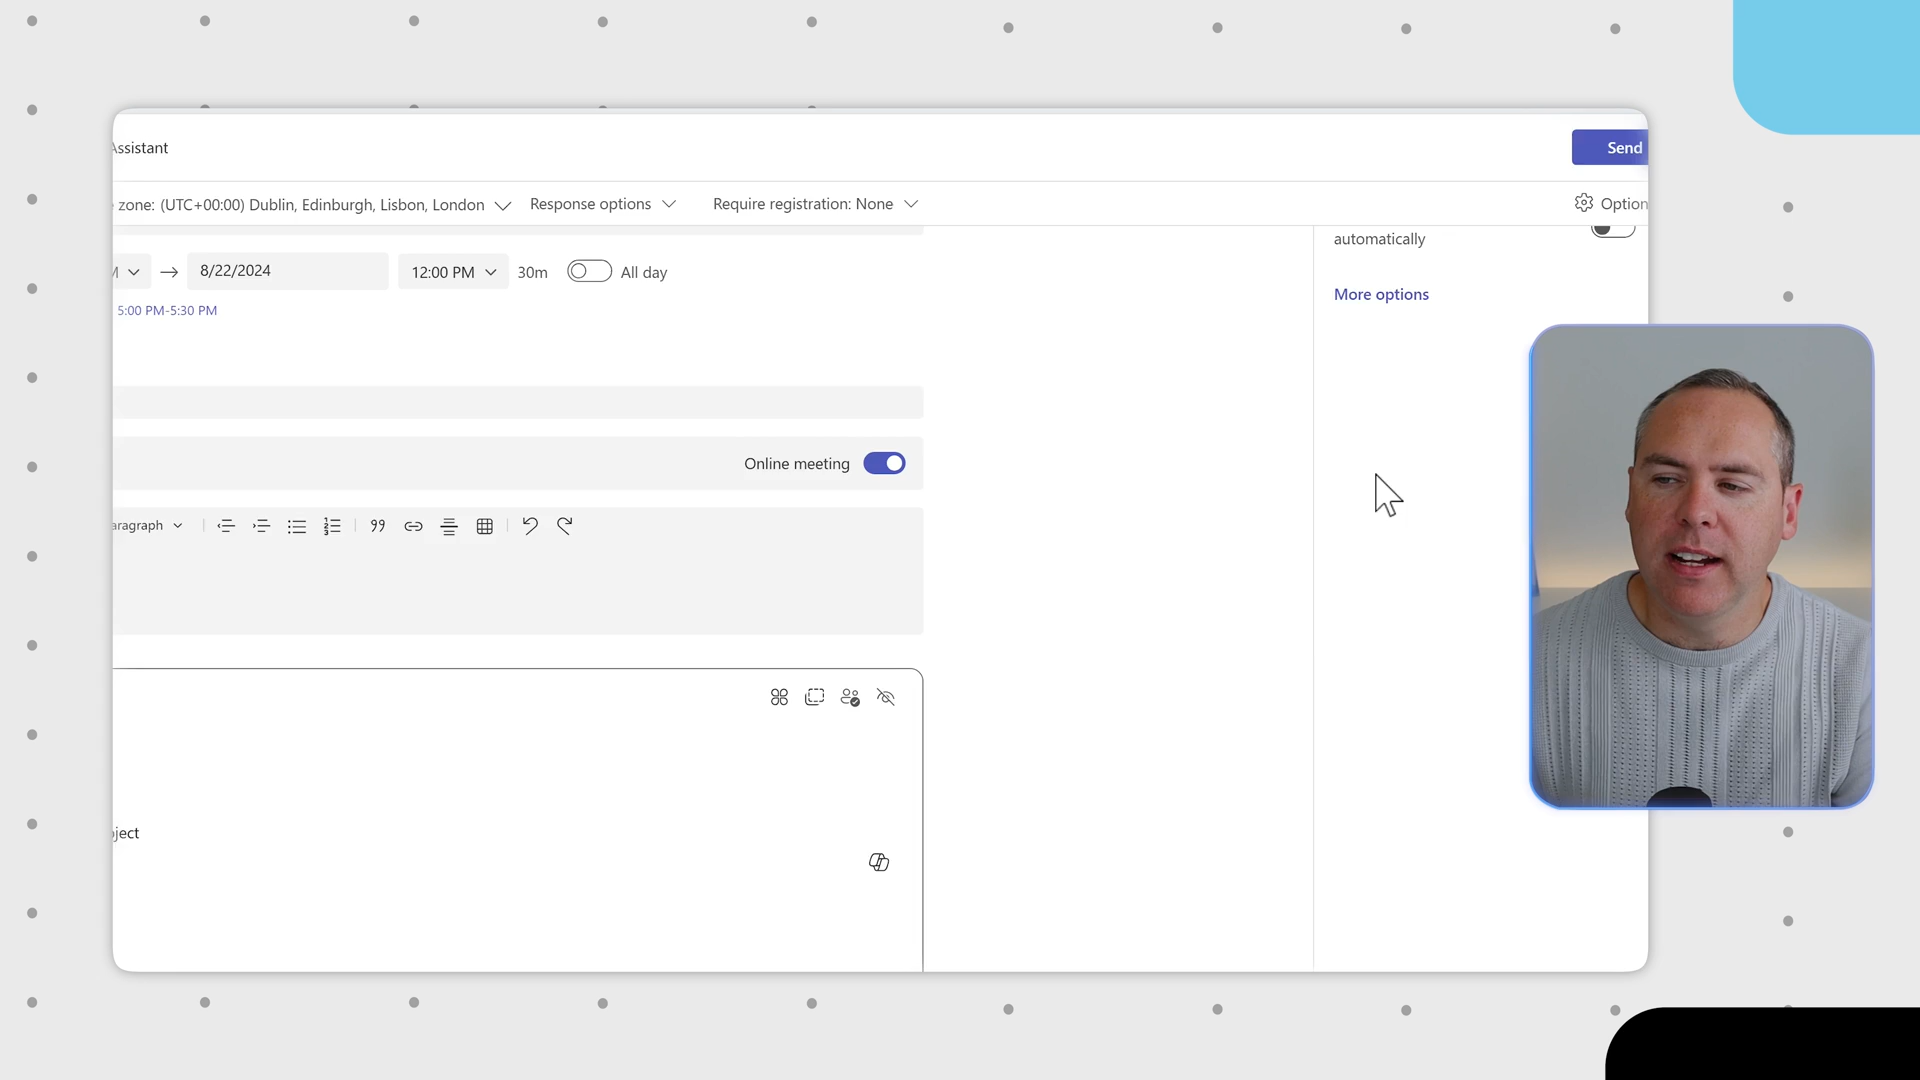 Assistant
Send
zone: (UTC+00:00) Dublin, Edinburgh, Lisbon, London
Response options
Require registration: None
Option
automatically
8/22/2024
12:00 PM
30m
All day
More options
5:00 PM-5:30 PM
Online meeting
aragraph
ject